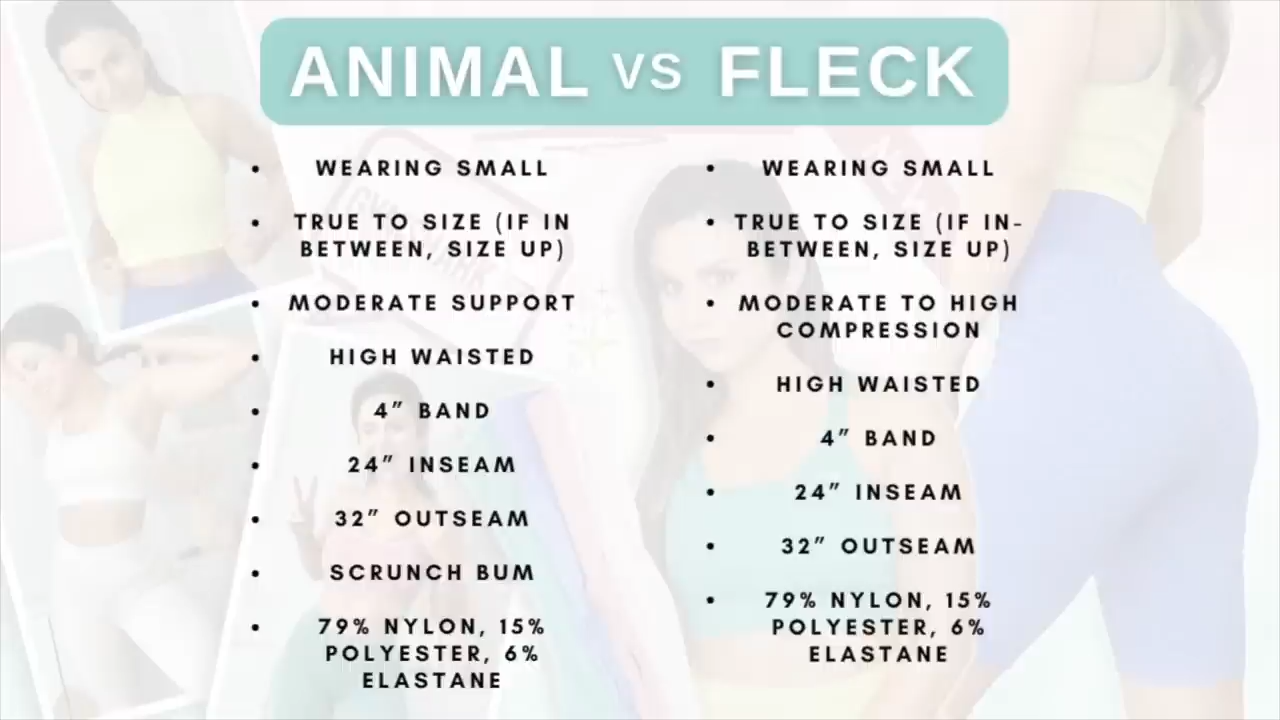 ANIMAL VS FLECK
• WEARING SMALL
• TRUE TO SIZE (IF IN
BETWEEN, SIZE UP)
• MODERATE SUPPORT
• HIGH WAISTED
• 4” BAND
• 24” INSEAM
• 32” OUTSEAM
• SCRUNCH BUM
• 79% NYLON, 15%
POLYESTER, 6%
ELASTANE
• WEARING SMALL
• TRUE TO SIZE (IF IN-
BETWEEN, SIZE UP)
• MODERATE TO HIGH
COMPRESSION
• HIGH WAISTED
• 4” BAND
• 24” INSEAM
• 32” OUTSEAM
• 79% NYLON, 15%
POLYESTER, 6%
ELASTANE